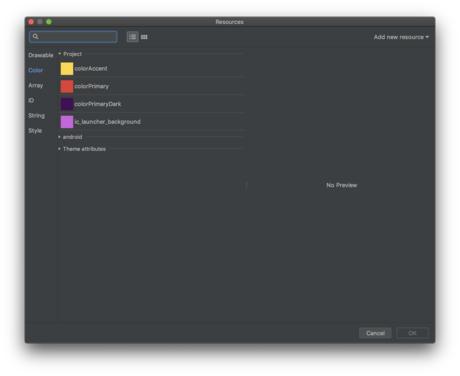 Resources
Add new resource
Drawable
Project
Color
colorAccent
Array
colorPrimary
ID
colorPrimaryDark
String
ic_launcher_background
Style
android
Theme attributes
No Preview
Cancel
OK